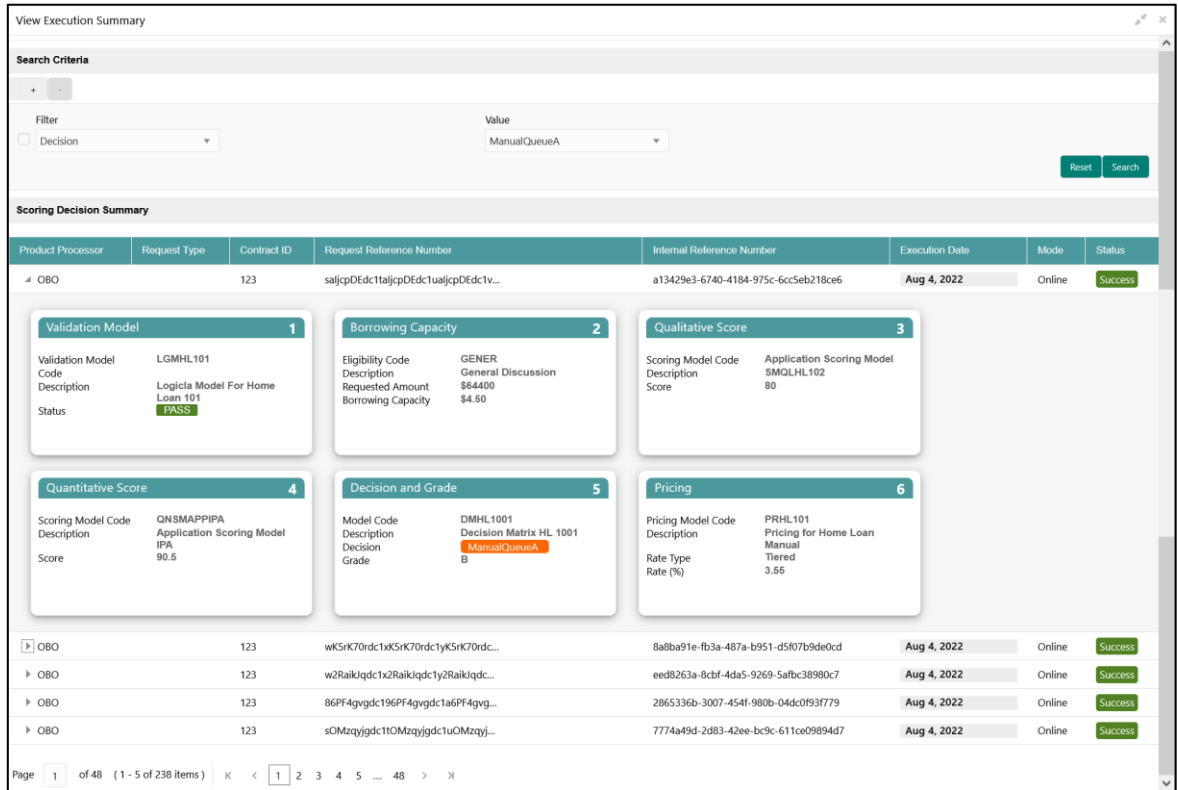 View Execution Summary
Search Criteria
+ -
Filter Value
Decision ManualQueueA
Reset Search
Scoring Decision Summary
Product Processor Request Type Contract ID Request Reference Number Internal Reference Number Execution Date Mode Status
OBO 123 saIjcpDEdc1taIjcpDEdc1uaIjcpDEdc1v... a13429e3-6740-4184-975c-6cc5eb218ce6 Aug 4, 2022 Online Success
Validation Model 1
Validation Model Code LGMHL101
Description Logicla Model For Home
Loan 101
Status PASS
Borrowing Capacity 2
Eligibility Code GENER
Description General Discussion
Requested Amount $64400
Borrowing Capacity $4.50
Qualitative Score 3
Scoring Model Code Application Scoring Model
Description SMQLHL102
Score 80
Quantitative Score 4
Scoring Model Code QNSMAPPIPA
Description Application Scoring Model
IPA
Score 90.5
Decision and Grade 5
Model Code DMHL1001
Description Decision Matrix HL 1001
Decision ManualQueueA
Grade B
Pricing 6
Pricing Model Code PRHL101
Description Pricing for Home Loan
Manual
Rate Type Tiered
Rate (%) 3.55
OBO 123 wK5rK70rdc1xK5rK70rdc1yK5rK70rdc... 8a8ba91e-fb3a-487a-b951-d5f07b9de0cd Aug 4, 2022 Online Success
OBO 123 w2RaikJqdc1x2RaikJqdc1y2RaikJqdc... eed8263a-8cbf-4da5-9269-5afbc38980c7 Aug 4, 2022 Online Success
OBO 123 86PF4gvgdc196PF4gvgdc1a6PF4gvg... 2865336b-3007-454f-980b-04dc0f93f779 Aug 4, 2022 Online Success
OBO 123 sOMzqyjgdc1tOMzqyjgdc1uOMzqyj... 7774a49d-2d83-42ee-bc9c-611ce09894d7 Aug 4, 2022 Online Success
Page 1 of 48 (1 - 5 of 238 items) 1 2 3 4 5 .... 48